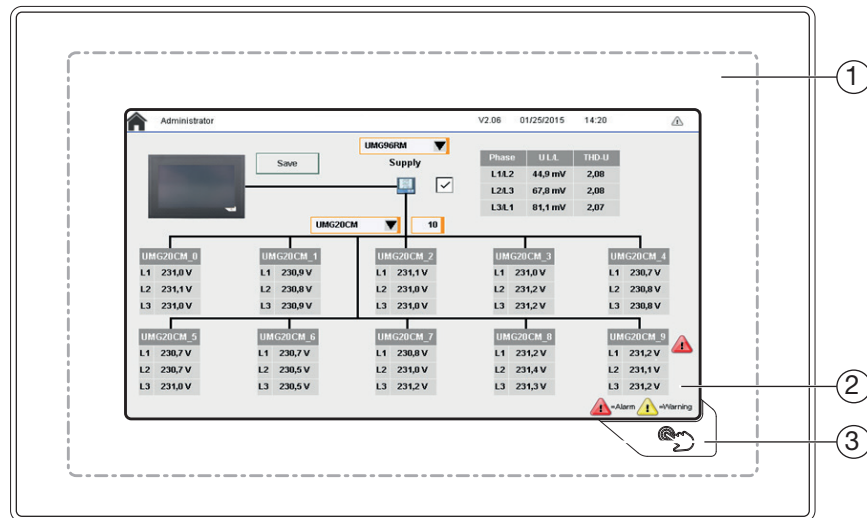 Administrator V2.06 01/25/2015 14:20
1
UMG96RM
Save Supply
Phase U L/L THD-U
L1/L2 44,9 mV 2,08
L2/L3 67,8 mV 2,08
L3/L1 81,1 mV 2,07
UMG20CM 10
UMG20CM_0 UMG20CM_1 UMG20CM_2 UMG20CM_3 UMG20CM_4
L1 231,0 V L1 230,9 V L1 231,1 V L1 231,0 V L1 230,7 V
L2 231,1 V L2 230,8 V L2 231,0 V L2 231,2 V L2 230,8 V
L3 231,0 V L3 230,9 V L3 231,0 V L3 231,2 V L3 230,8 V
UMG20CM_5 UMG20CM_6 UMG20CM_7 UMG20CM_8 UMG20CM_9
L1 230,7 V L1 230,7 V L1 230,8 V L1 231,2 V L1 231,2 V
L2 230,7 V L2 230,5 V L2 231,0 V L2 231,4 V L2 231,1 V
L3 231,0 V L3 230,5 V L3 231,2 V L3 231,3 V L3 231,2 V
2
=Alarm =Warning
3